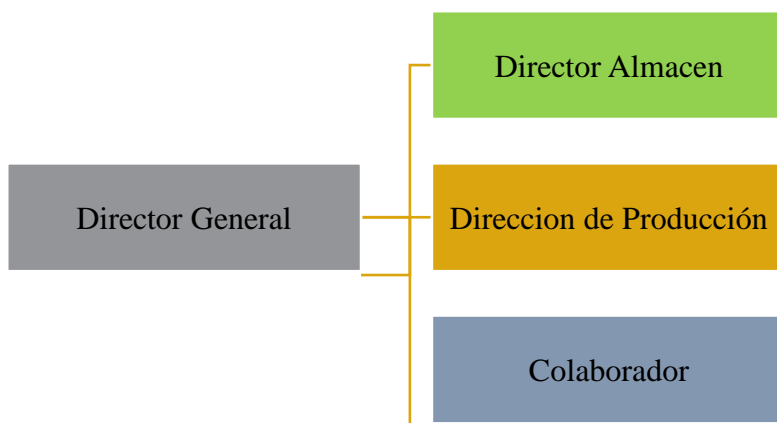 Director Almacen
Director General
Direccion de Producción
Colaborador